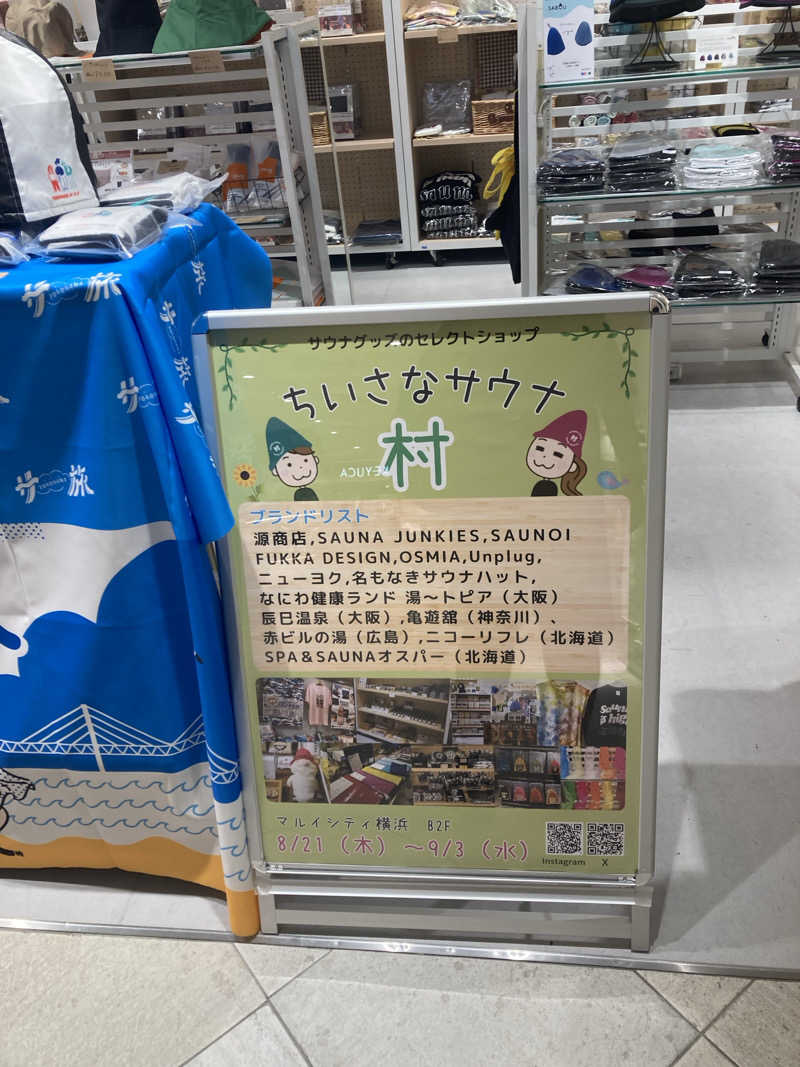 SABOU
サ旅
サ旅
サ旅
サウナグッズのセレクトショップ
ちいさなサウナ
村
KEYUCA
ブランドリスト
源商店,SAUNA JUNKIES,SAUNOI
FUKKA DESIGN,OSMIA,Unplug,
ニューヨク,名もなきサウナハット,
なにわ健康ランド 湯〜トピア（大阪）
辰巳温泉（大阪）,亀遊舘（神奈川）、
赤ビルの湯（広島）,ニコーリフレ（北海道）
SPA＆SAUNAオスパー（北海道）
マルイシティ横浜 B2F
8/21（木）〜9/3（水）
Instagram X